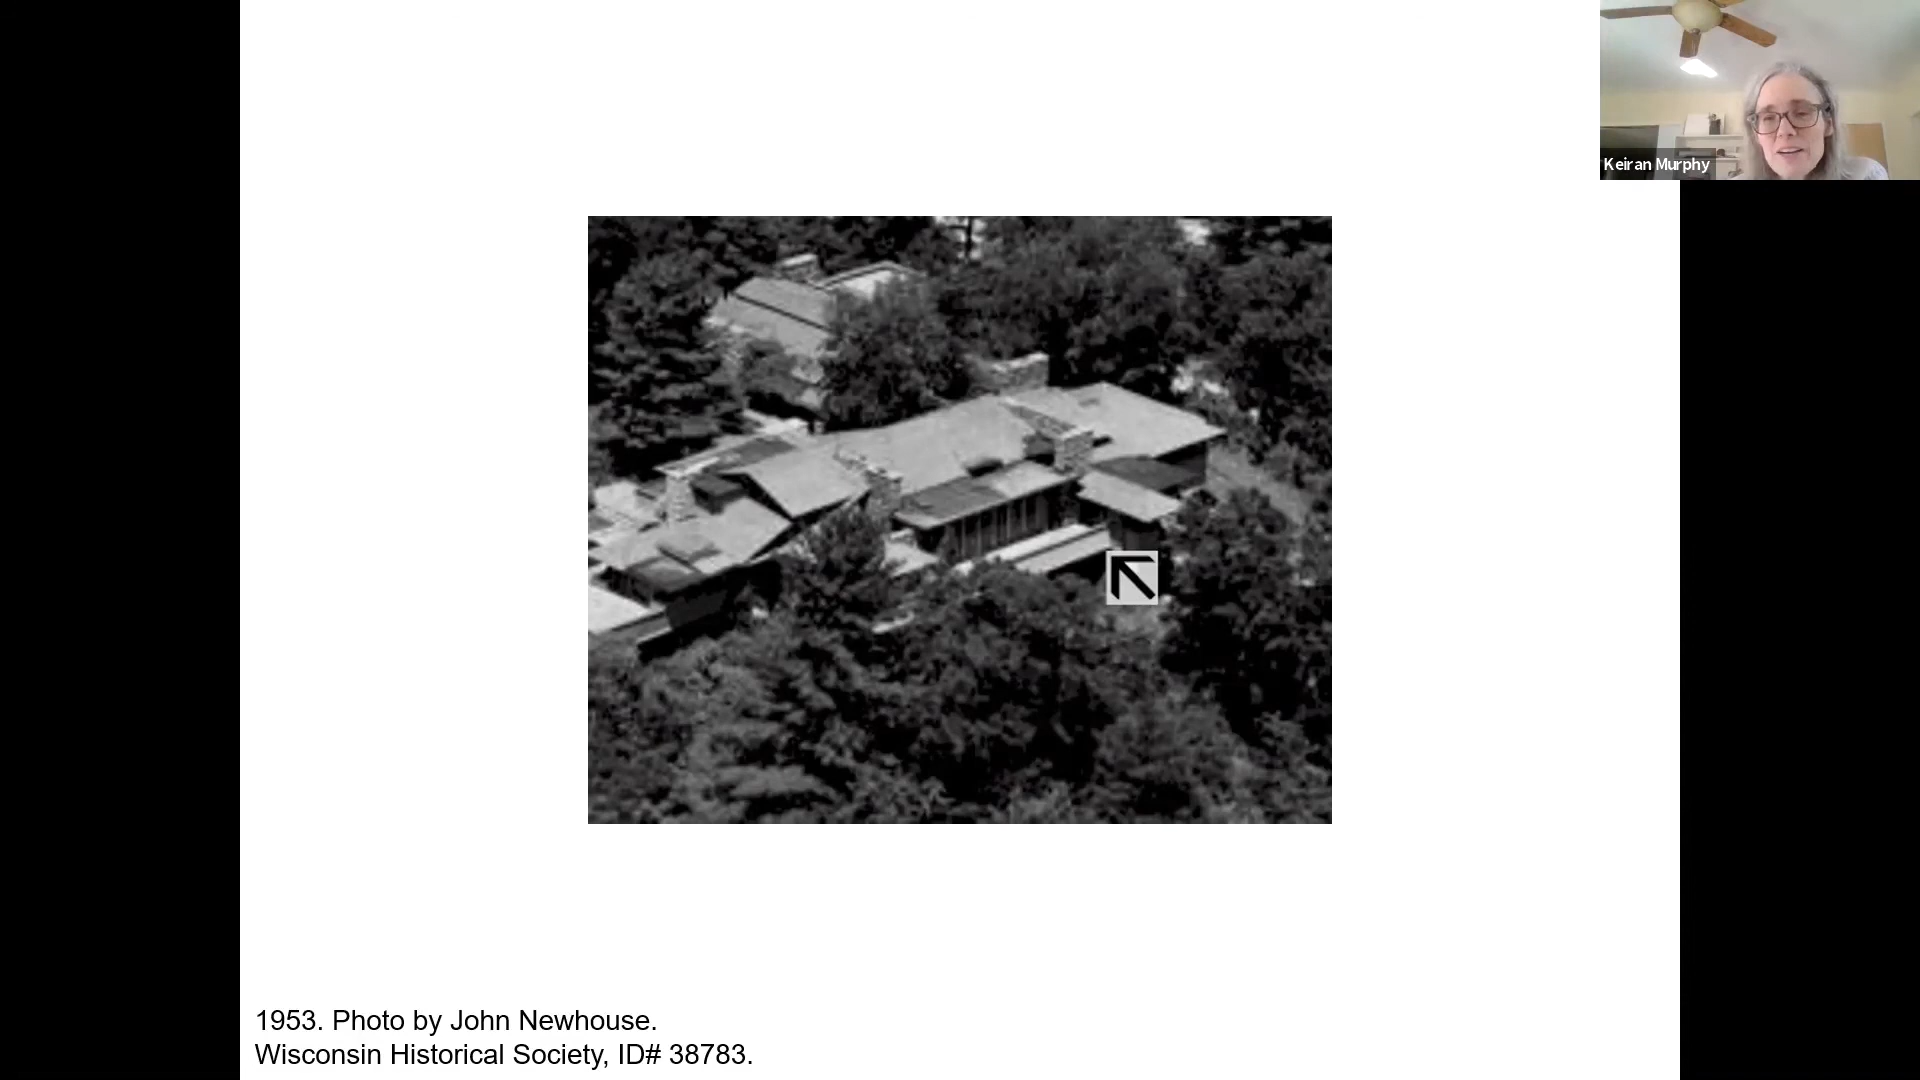 Keiran Murphy
1953. Photo by John Newhouse.
Wisconsin Historical Society, ID# 38783.